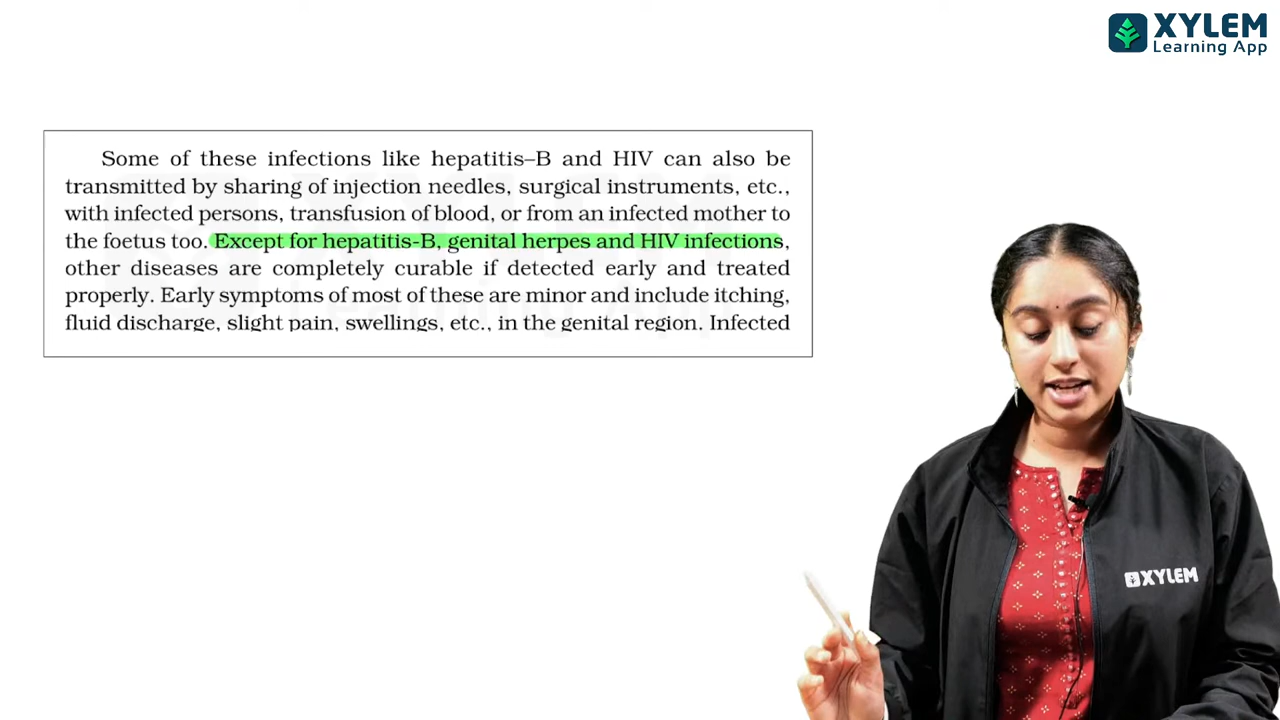 XYLEM
Learning App
Some of these infections like hepatitis–B and HIV can also be
transmitted by sharing of injection needles, surgical instruments, etc.,
with infected persons, transfusion of blood, or from an infected mother to
the foetus too. Except for hepatitis-B, genital herpes and HIV infections,
other diseases are completely curable if detected early and treated
properly. Early symptoms of most of these are minor and include itching,
fluid discharge, slight pain, swellings, etc., in the genital region. Infected
XYLEM